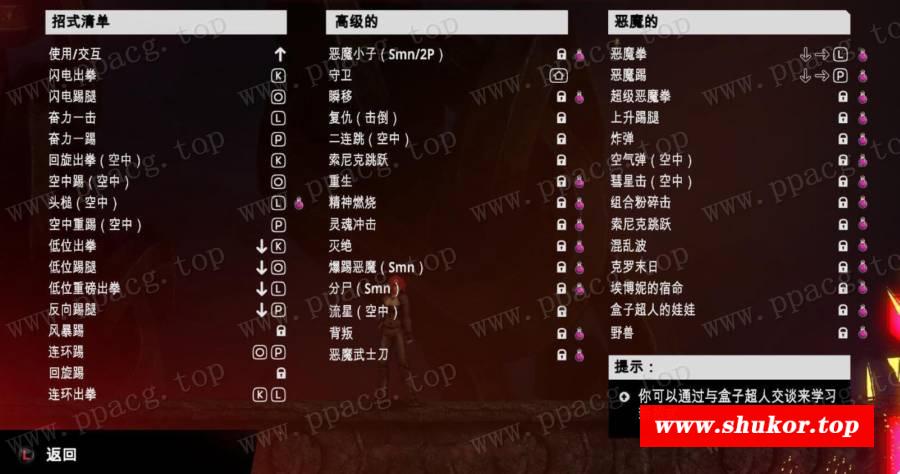 招式清单
使用/交互 ↑
闪电出拳 K
闪电踢腿 O
奋力一击 L
奋力一踢 P
回旋出拳（空中） K
空中踢（空中） O
头槌（空中） L
空中重踢（空中） P
低位出拳 ↓ K
低位踢腿 ↓ O
低位重磅出拳 ↓ L
反向踢腿 ↓ P
风暴踢
连环踢 O P
回旋踢
连环出拳 K L
高级的
恶魔小子（Smn/2P）
守卫
瞬移
复仇（击倒）
二连跳（空中）
索尼克跳跃
重生
精神燃烧
灵魂冲击
灭绝
爆踢恶魔（Smn）
分尸（Smn）
流星（空中）
背叛
恶魔武士刀
恶魔的
恶魔拳 ↓→ L
恶魔踢 ↓→ P
超级恶魔拳
上升踢腿
炸弹
空气弹（空中）
彗星击（空中）
组合粉碎击
索尼克跳跃
混乱波
克罗末日
埃博妮的宿命
盒子超人的娃娃
野兽
提示：
你可以通过与盒子超人交谈来学习
www.shukor.top
L 返回
www.ppacg.top